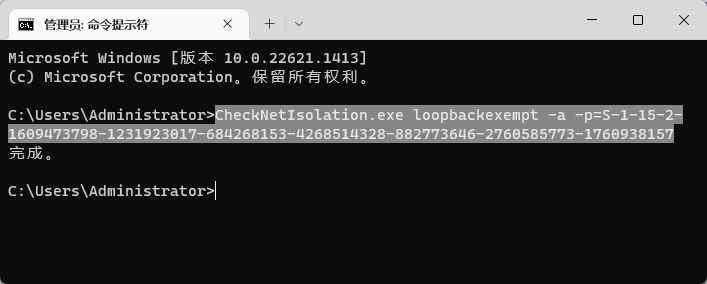 管理员: 命令提示符
Microsoft Windows [版本 10.0.22621.1413]
(c) Microsoft Corporation。保留所有权利。
C:\Users\Administrator>CheckNetIsolation.exe loopbackexempt -a -p=S-1-15-2-
1609473798-1231923017-684268153-4268514328-882773646-2760585773-1760938157
完成。
C:\Users\Administrator>